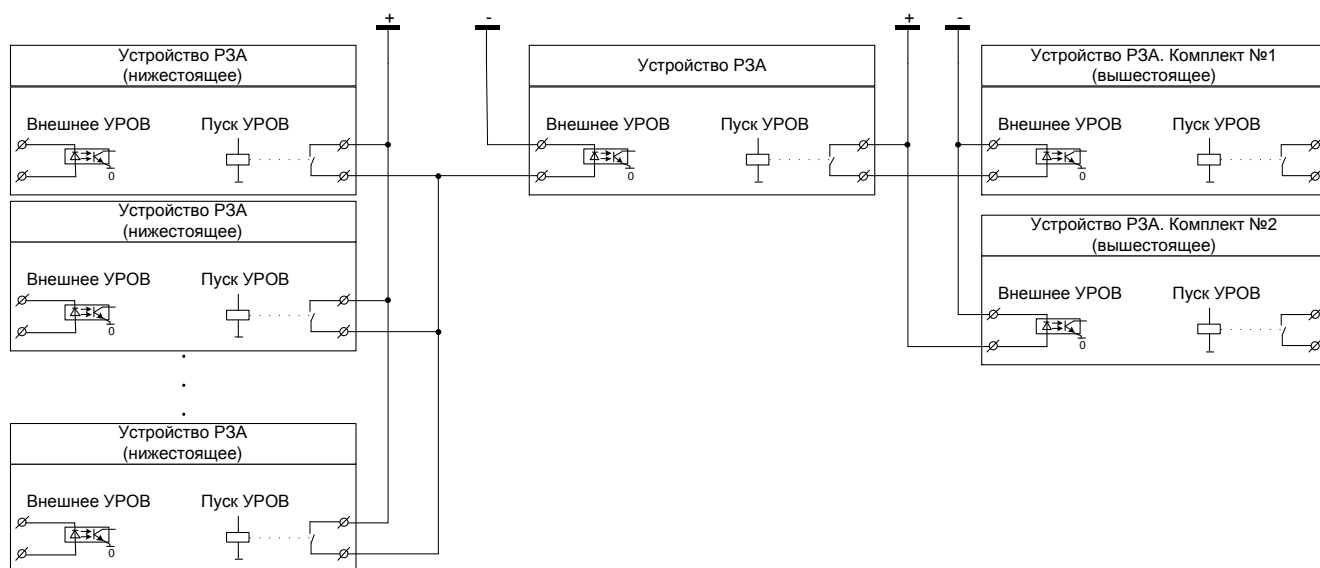 +
-
+
-
Устройство РЗА
(нижестоящее)
Внешнее УРОВ
Пуск УРОВ
0
Устройство РЗА
Внешнее УРОВ
Пуск УРОВ
0
Устройство РЗА. Комплект №1
(вышестоящее)
Внешнее УРОВ
Пуск УРОВ
0
Устройство РЗА
(нижестоящее)
Внешнее УРОВ
Пуск УРОВ
0
Устройство РЗА. Комплект №2
(вышестоящее)
Внешнее УРОВ
Пуск УРОВ
0
Устройство РЗА
(нижестоящее)
Внешнее УРОВ
Пуск УРОВ
0